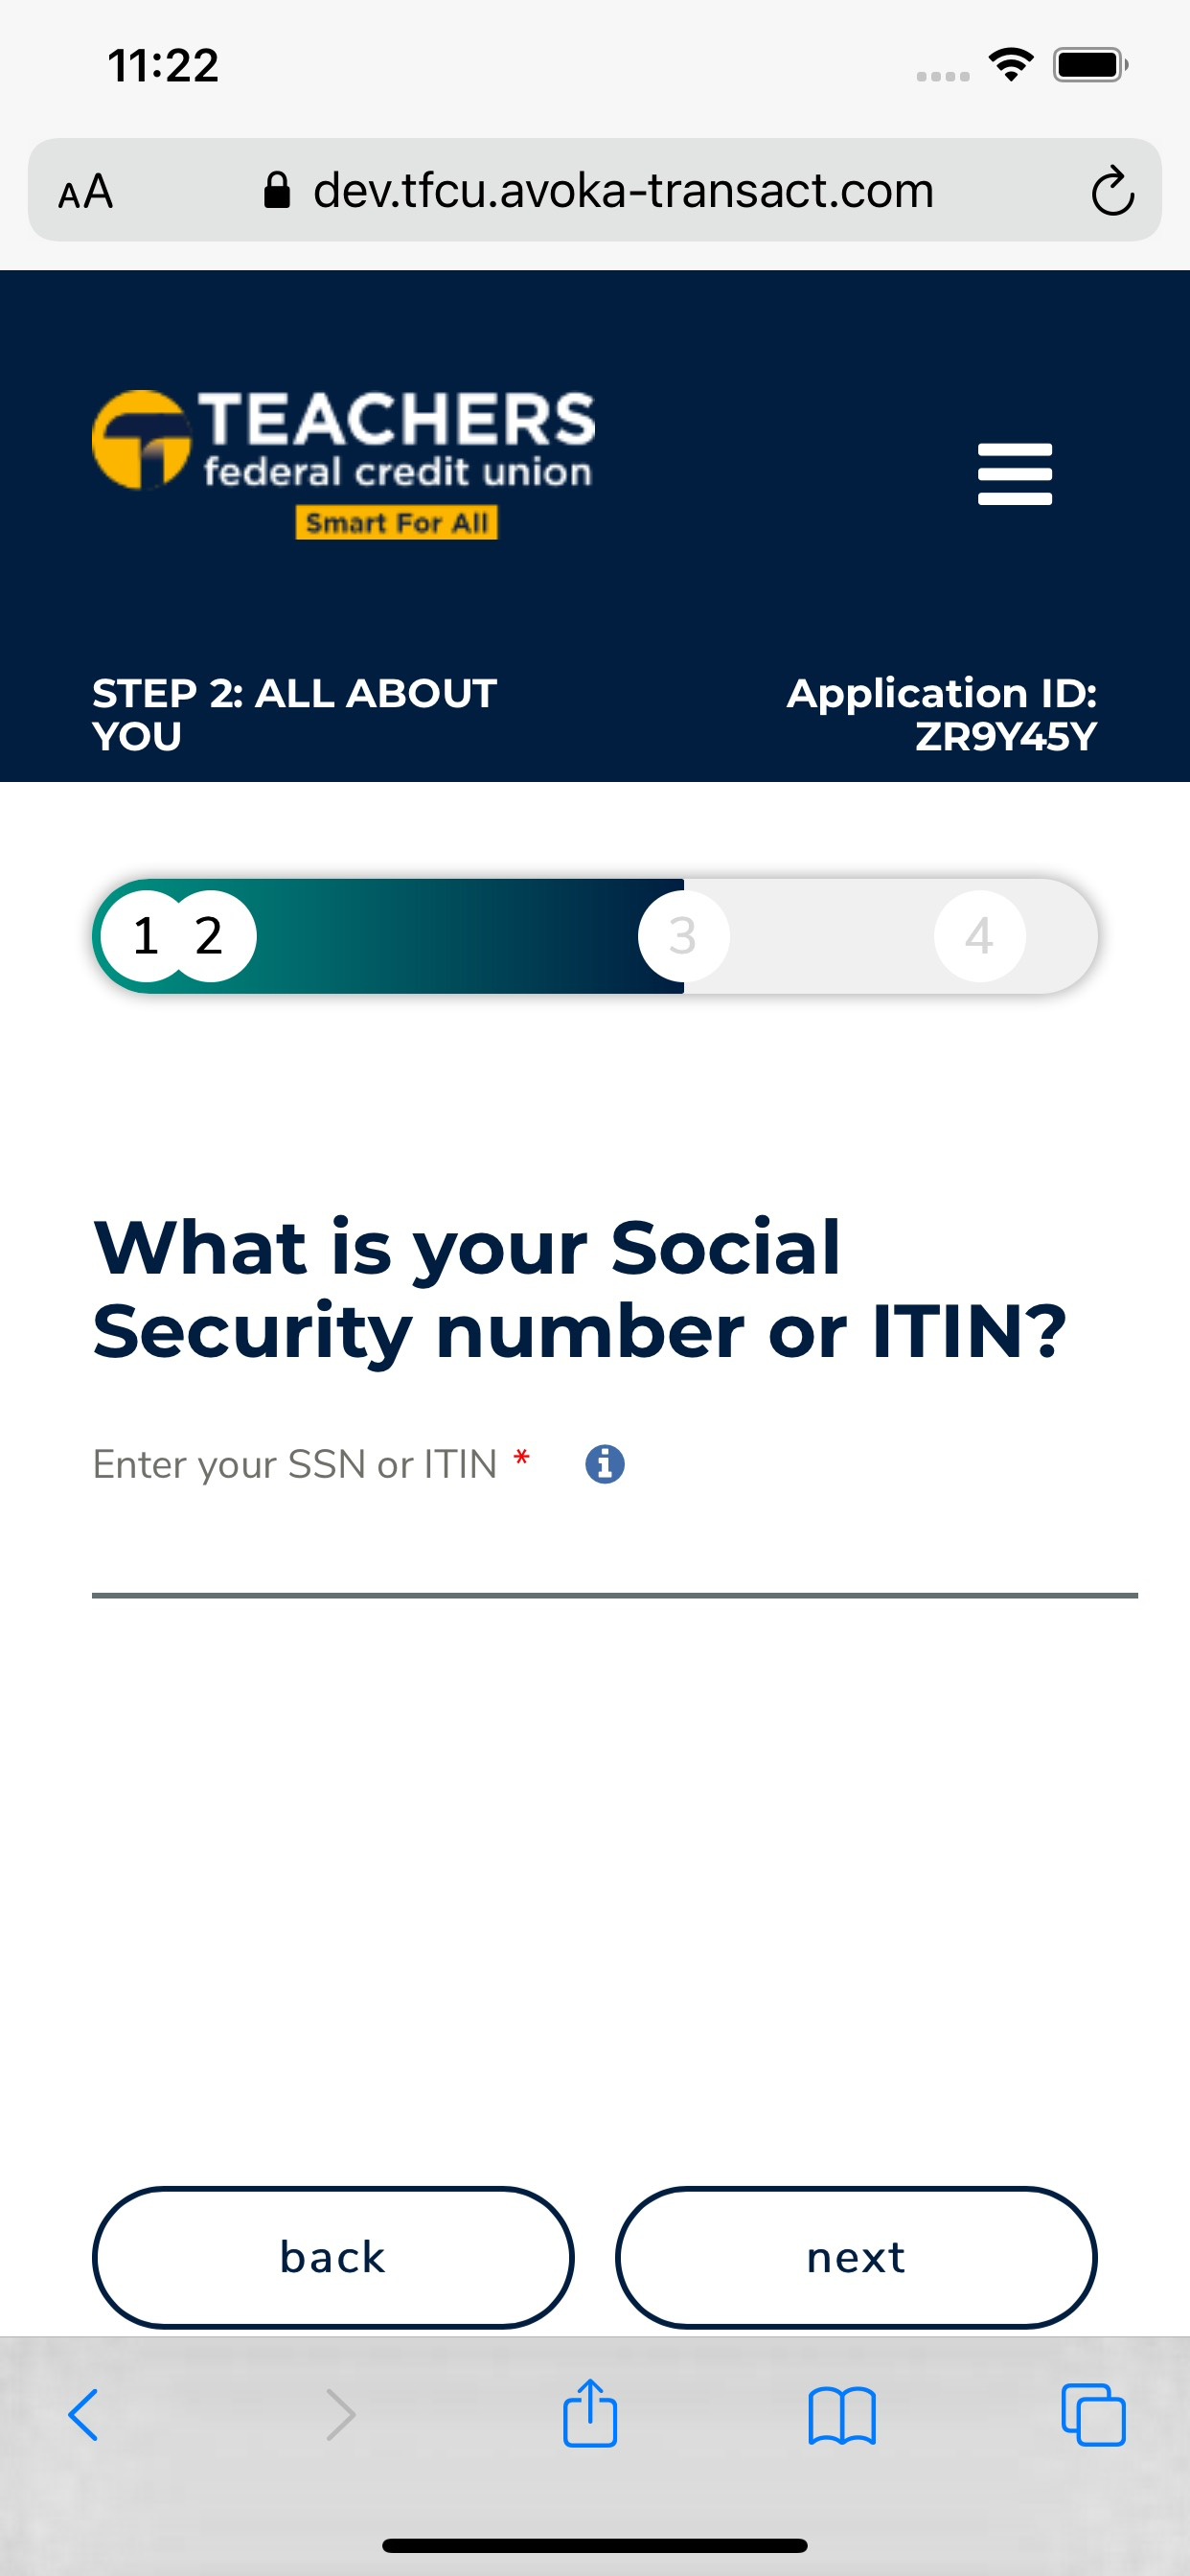 11:22
AA dev.tfcu.avoka-transact.com
TEACHERS
federal credit union
Smart For All
STEP 2: ALL ABOUT
YOU
Application ID:
ZR9Y45Y
1 2 3 4
What is your Social
Security number or ITIN?
Enter your SSN or ITIN *
back next